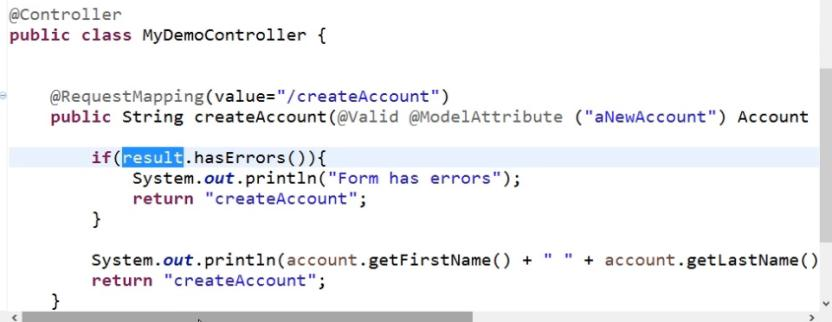 @Controller
public class MyDemoController {
@RequestMapping(value="/createAccount")
public String createAccount(@Valid @ModelAttribute ("aNewAccount") Account
if(result.hasErrors()){
System.out.println("Form has errors");
return "createAccount";
}
System.out.println(account.getFirstName() + " " + account.getLastName()
return "createAccount";
}